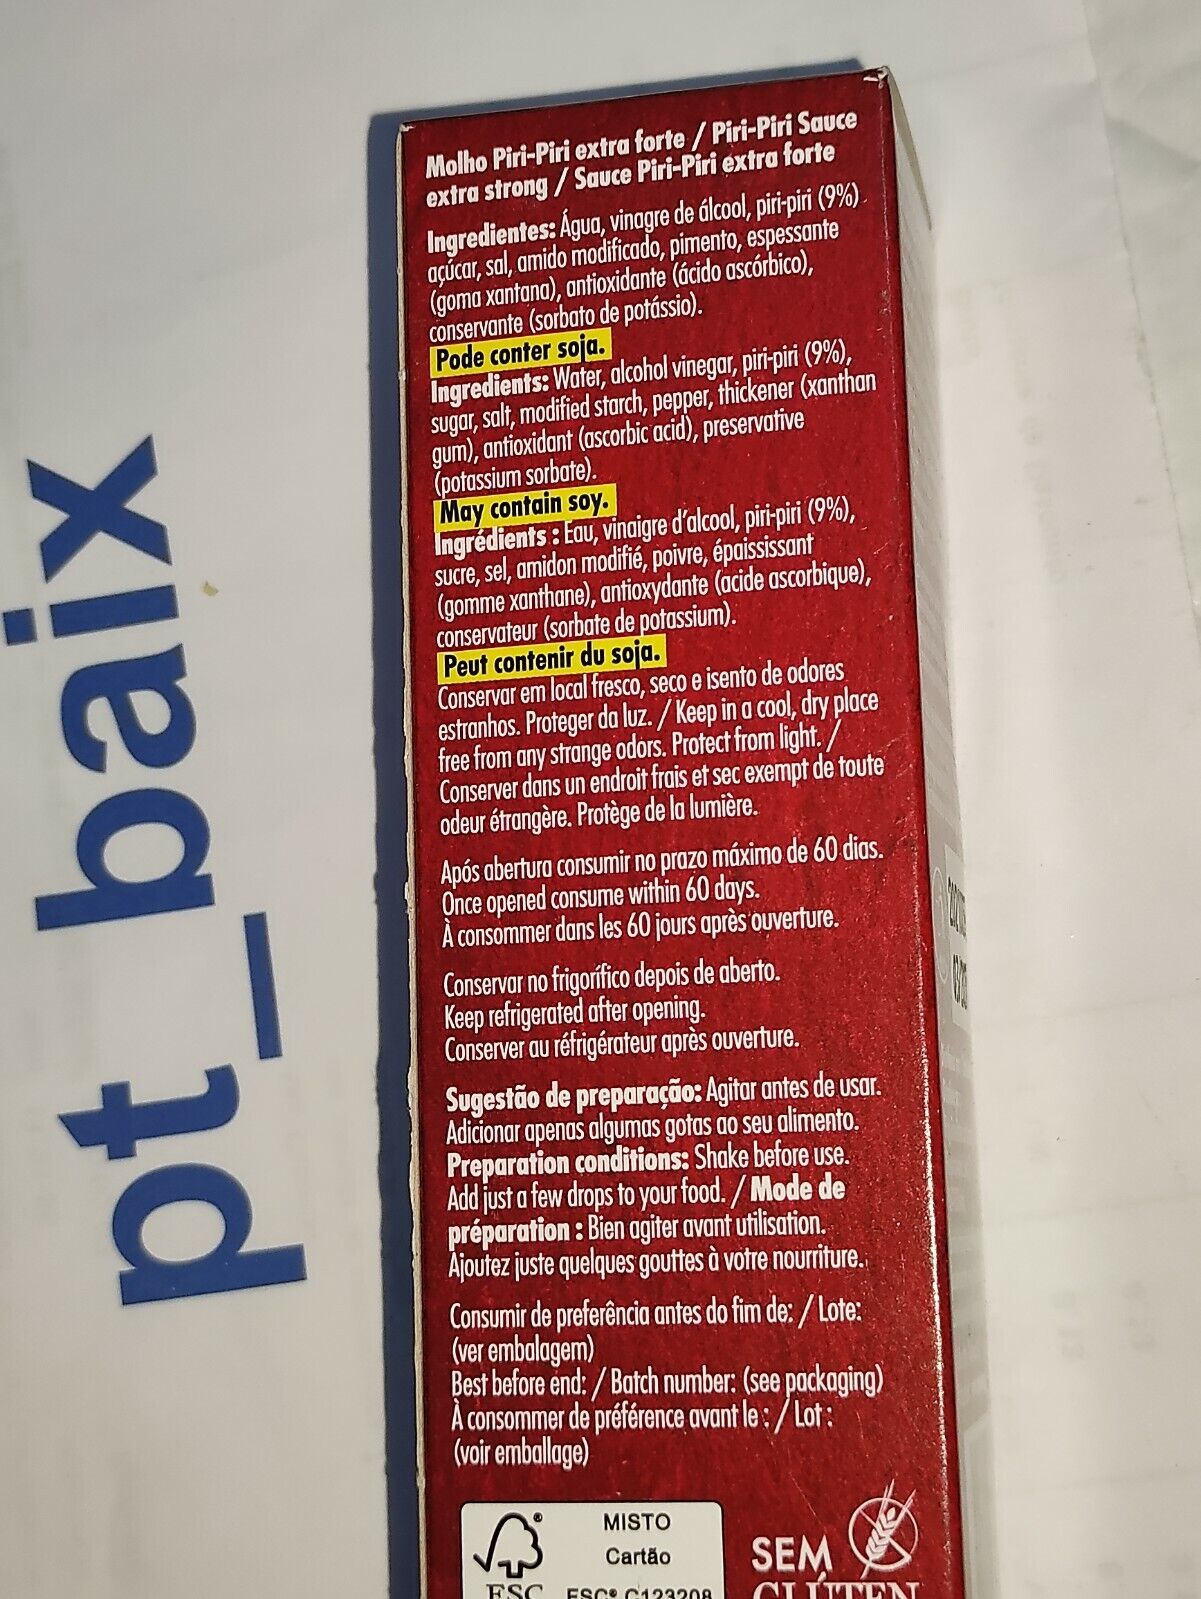 Molho Piri-Piri extra forte / Piri-Piri Sauce
extra strong / Sauce Piri-Piri extra forte
Ingredientes: Água, vinagre de álcool, piri-piri (9%)
açúcar, sal, amido modificado, pimento, espessante
(goma xantana), antioxidante (ácido ascórbico),
conservante (sorbato de potássio).
Pode conter soja.
Ingredients: Water, alcohol vinegar, piri-piri (9%),
sugar, salt, modified starch, pepper, thickener (xanthan
gum), antioxidant (ascorbic acid), preservative
(potassium sorbate).
May contain soy.
Ingrédients : Eau, vinaigre d'alcool, piri-piri (9%),
sucre, sel, amidon modifié, poivre, épaississant
(gomme xanthane), antioxydante (acide ascorbique),
conservateur (sorbate de potassium).
Peut contenir du soja.
Conservar em local fresco, seco e isento de odores
estranhos. Proteger da luz. / Keep in a cool, dry place
free from any strange odors. Protect from light. /
Conserver dans un endroit frais et sec exempt de toute
odeur étrangère. Protège de la lumière.
Após abertura consumir no prazo máximo de 60 dias.
Once opened consume within 60 days.
À consommer dans les 60 jours après ouverture.
Conservar no frigorífico depois de aberto.
Keep refrigerated after opening.
Conserver au réfrigérateur après ouverture.
Sugestão de preparação: Agitar antes de usar.
Adicionar apenas algumas gotas ao seu alimento.
Preparation conditions: Shake before use.
Add just a few drops to your food. / Mode de
préparation : Bien agiter avant utilisation.
Ajoutez juste quelques gouttes à votre nourriture.
Consumir de preferência antes do fim de: / Lote:
(ver embalagem)
Best before end: / Batch number: (see packaging)
À consommer de préférence avant le : / Lot :
(voir emballage)
MISTO
Cartão
FSC FSC® C123208
SEM
GLÚTEN
pt_baix